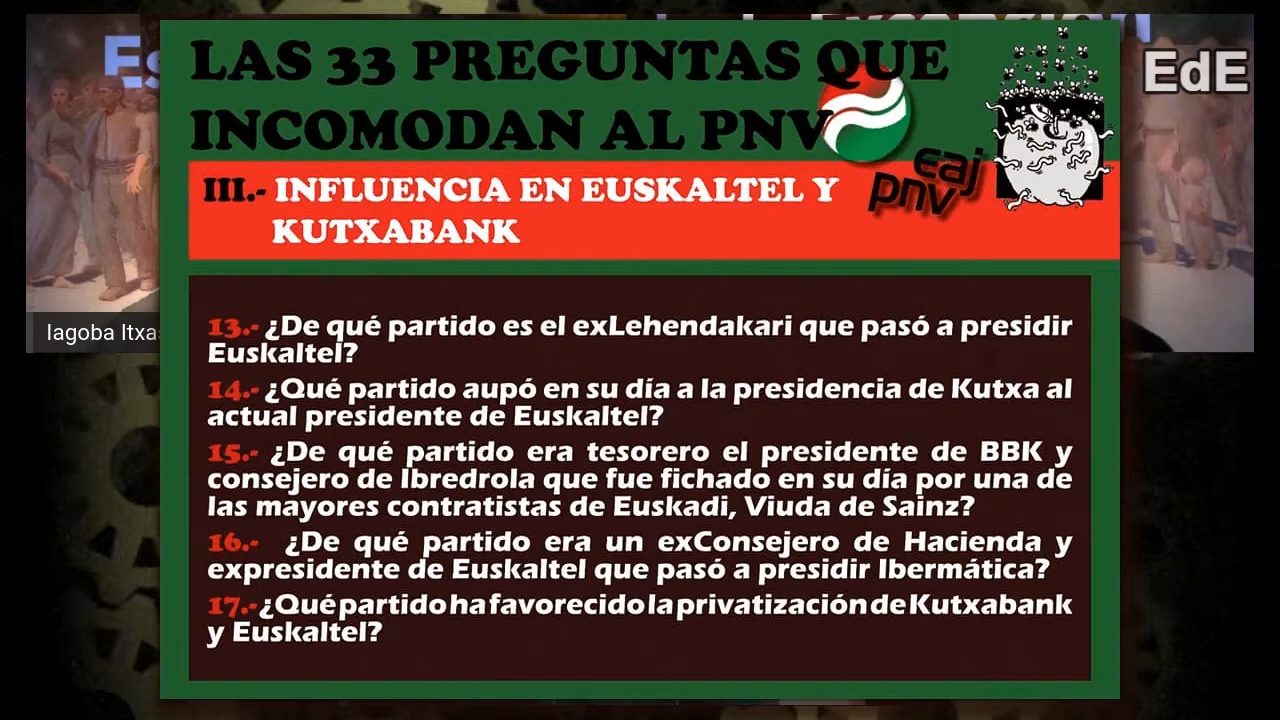 LAS 33 PREGUNTAS QUE
INCOMODAN AL PNV
EdE
eaj
pnv
III.- INFLUENCIA EN EUSKALTEL Y
KUTXABANK
13.- ¿De qué partido es el exLehendakari que pasó a presidir
Euskaltel?
14.- ¿Qué partido aupó en su día a la presidencia de Kutxa al
actual presidente de Euskaltel?
15.- ¿De qué partido era tesorero el presidente de BBK y
consejero de Ibredrola que fue fichado en su día por una de
las mayores contratistas de Euskadi, Viuda de Sainz?
16.- ¿De qué partido era un exConsejero de Hacienda y
expresidente de Euskaltel que pasó a presidir Ibermática?
17.- ¿Qué partido ha favorecido la privatización de Kutxabank
y Euskaltel?
Iagoba Itxa